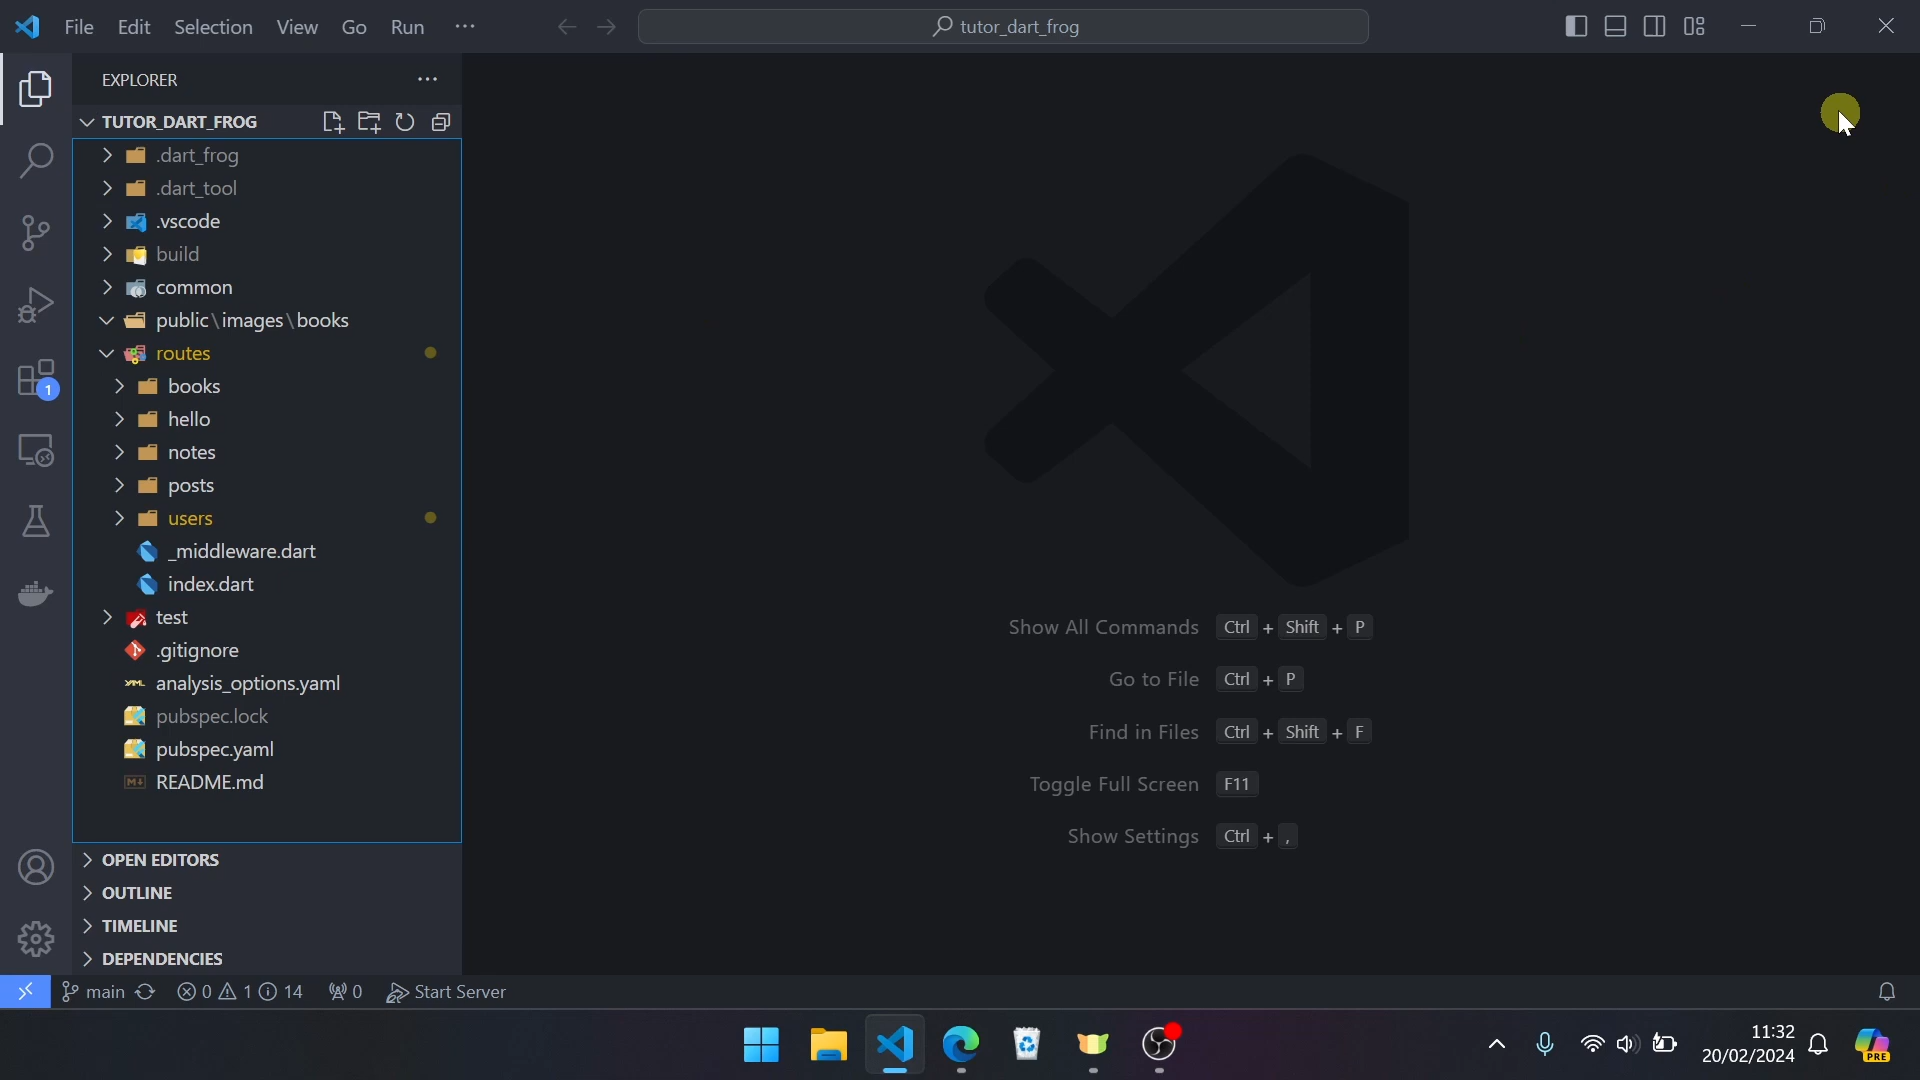 File Edit Selection View Go Run ··· tutor_dart_frog
EXPLORER
TUTOR_DART_FROG
.dart_frog
.dart_tool
.vscode
build
common
public\images\books
routes
books
hello
notes
posts
users
_middleware.dart
index.dart
test
.gitignore
analysis_options.yaml
pubspec.lock
pubspec.yaml
README.md
OPEN EDITORS
OUTLINE
TIMELINE
DEPENDENCIES
1
Show All Commands Ctrl + Shift + P
Go to File Ctrl + P
Find in Files Ctrl + Shift + F
Toggle Full Screen F11
Show Settings Ctrl + ,
main 0 1 14 0 Start Server
11:32
20/02/2024
PRE